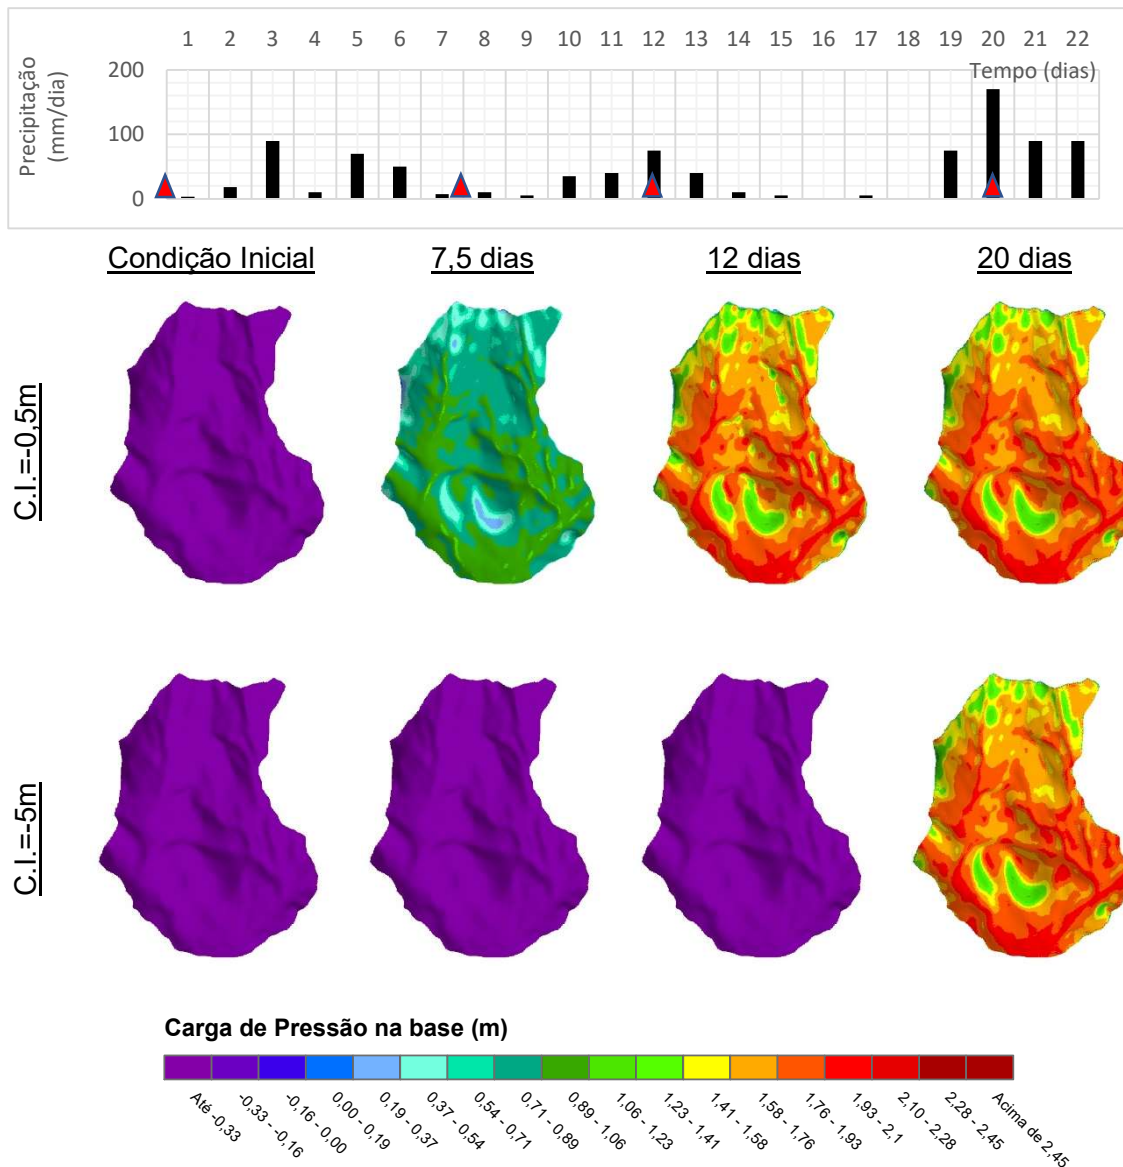 1 2 3 4 5 6 7 8 9 10 11 12 13 14 15 16 17 18 19 20 21 22
Tempo (dias)
Precipitação
(mm/dia)
200
100
0
Condição Inicial 7,5 dias 12 dias 20 dias
C.I.=-0,5m
C.I.=-5m
Carga de Pressão na base (m)
Até -0,33
-0,33 - -0,16
-0,16 - 0,00
0,00 - 0,19
0,19 - 0,37
0,37 - 0,54
0,54 - 0,71
0,71 - 0,89
0,89 - 1,06
1,06 - 1,23
1,23 - 1,41
1,41 - 1,58
1,58 - 1,76
1,76 - 1,93
1,93 - 2,1
2,10 - 2,28
2,28 - 2,45
Acima de 2,45